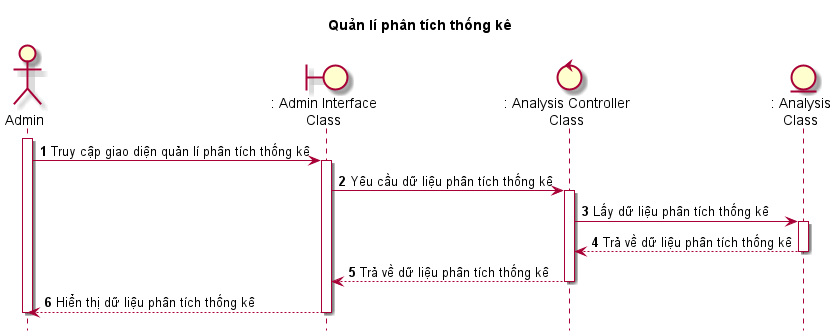 Quản lí phân tích thống kê
Admin
: Admin Interface
Class
: Analysis Controller
Class
: Analysis
Class
1 Truy cập giao diện quản lí phân tích thống kê
2 Yêu cầu dữ liệu phân tích thống kê
3 Lấy dữ liệu phân tích thống kê
4 Trả về dữ liệu phân tích thống kê
5 Trả về dữ liệu phân tích thống kê
6 Hiển thị dữ liệu phân tích thống kê